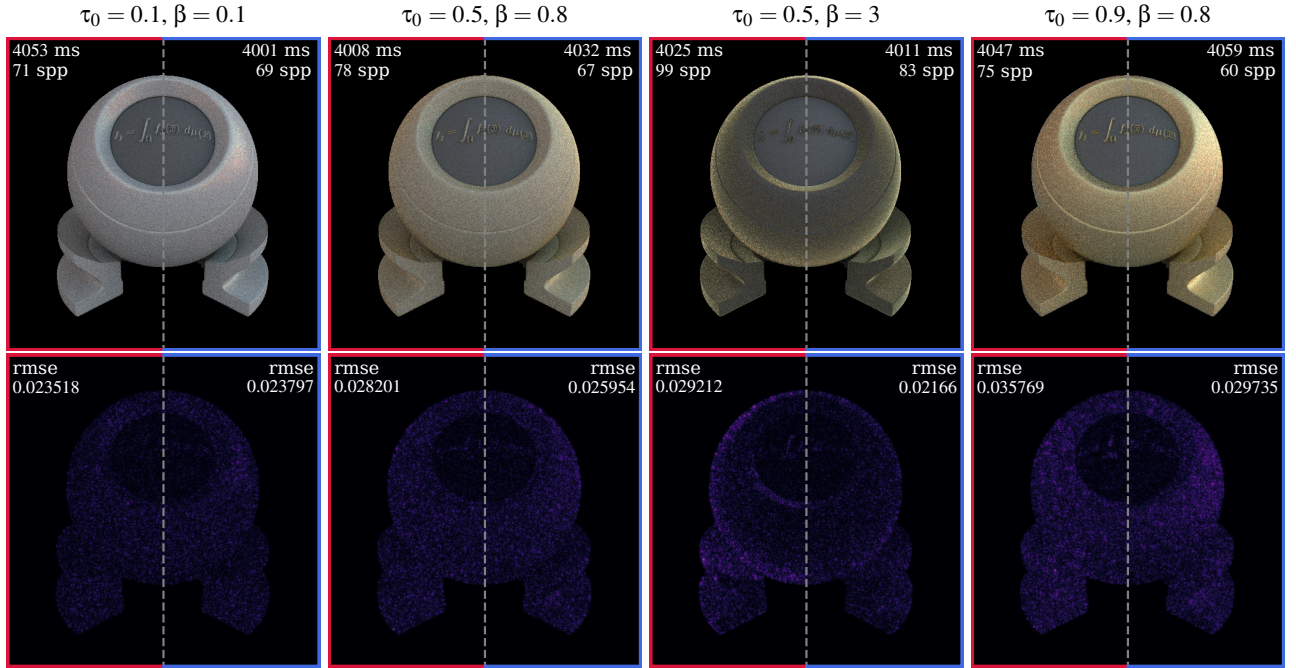 τ₀ = 0.1, β = 0.1
4053 ms
71 spp
4001 ms
69 spp
τ₀ = 0.5, β = 0.8
4008 ms
78 spp
4032 ms
67 spp
τ₀ = 0.5, β = 3
4025 ms
99 spp
4011 ms
83 spp
τ₀ = 0.9, β = 0.8
4047 ms
75 spp
4059 ms
60 spp
rmse
0.023518
rmse
0.023797
rmse
0.028201
rmse
0.025954
rmse
0.029212
rmse
0.02166
rmse
0.035769
rmse
0.029735